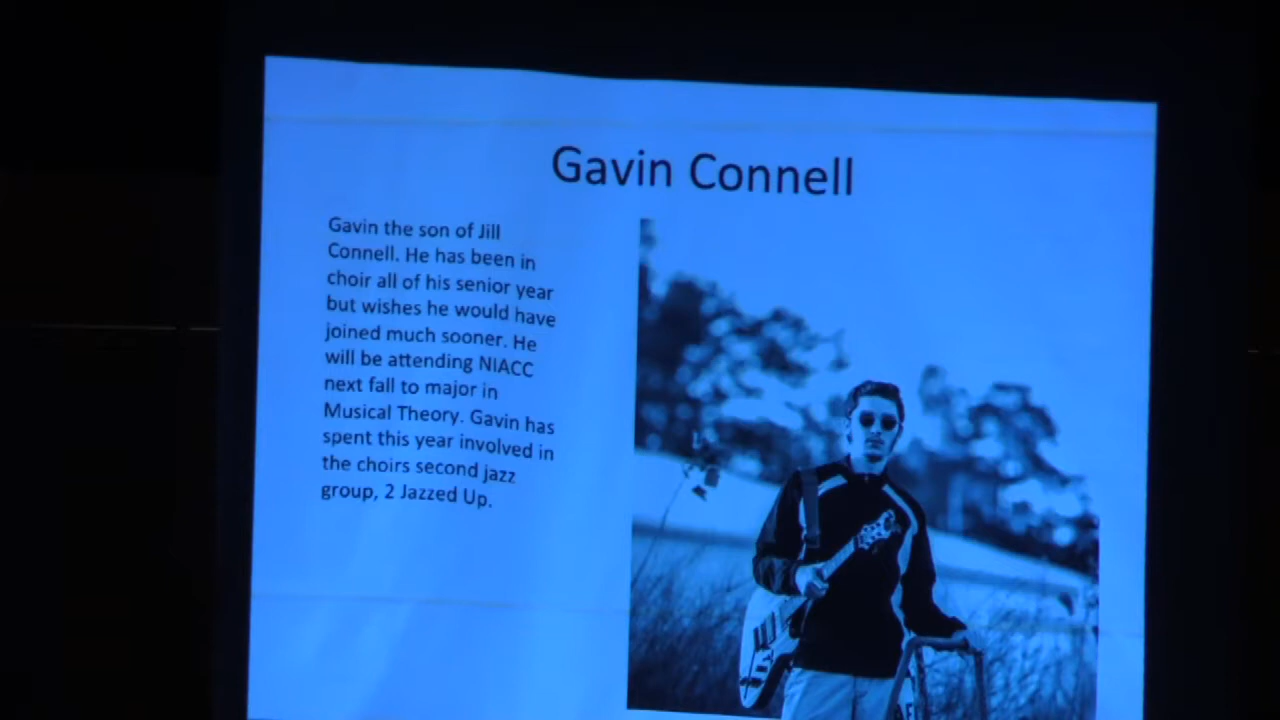 Gavin Connell
Gavin the son of Jill
Connell. He has been in
choir all of his senior year
but wishes he would have
joined much sooner. He
will be attending NIACC
next fall to major in
Musical Theory. Gavin has
spent this year involved in
the choirs second jazz
group, 2 Jazzed Up.